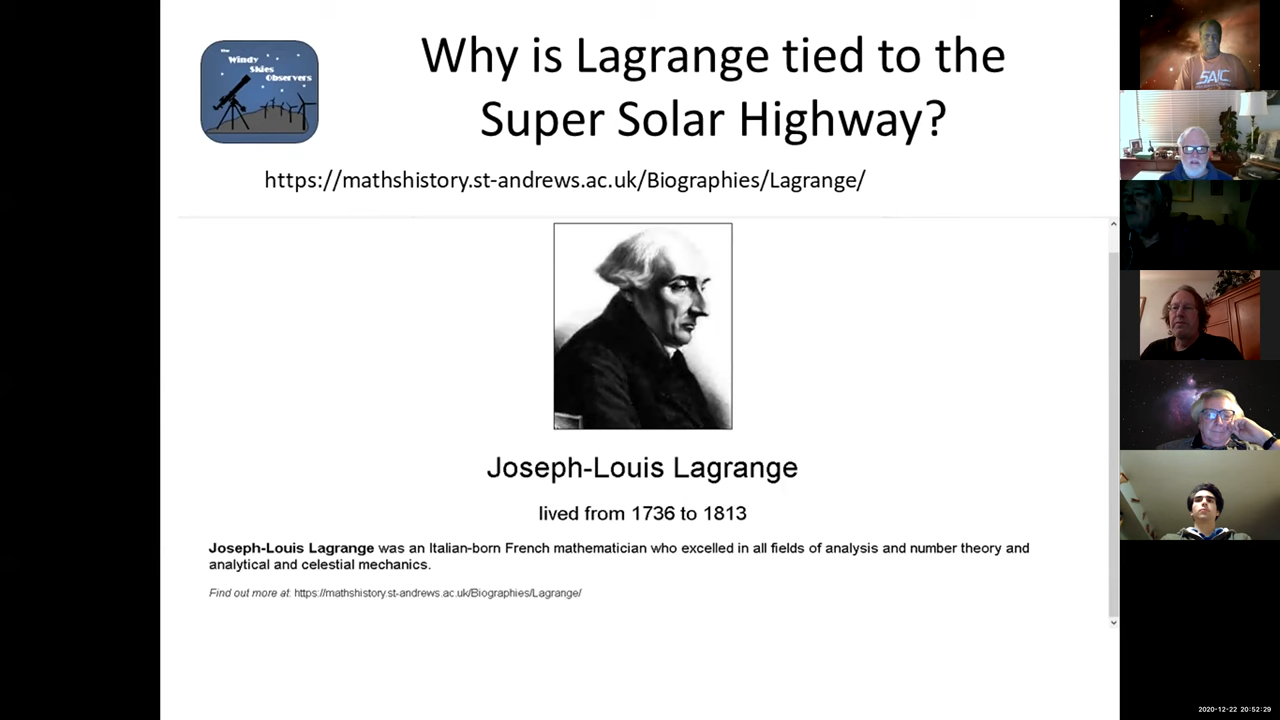 the
Windy
Skies
Observers
Why is Lagrange tied to the
Super Solar Highway?
https://mathshistory.st-andrews.ac.uk/Biographies/Lagrange/
Joseph-Louis Lagrange
lived from 1736 to 1813
Joseph-Louis Lagrange was an Italian-born French mathematician who excelled in all fields of analysis and number theory and
analytical and celestial mechanics.
Find out more at: https://mathshistory.st-andrews.ac.uk/Biographies/Lagrange/
SAIC
2020-12-22 20:52:29